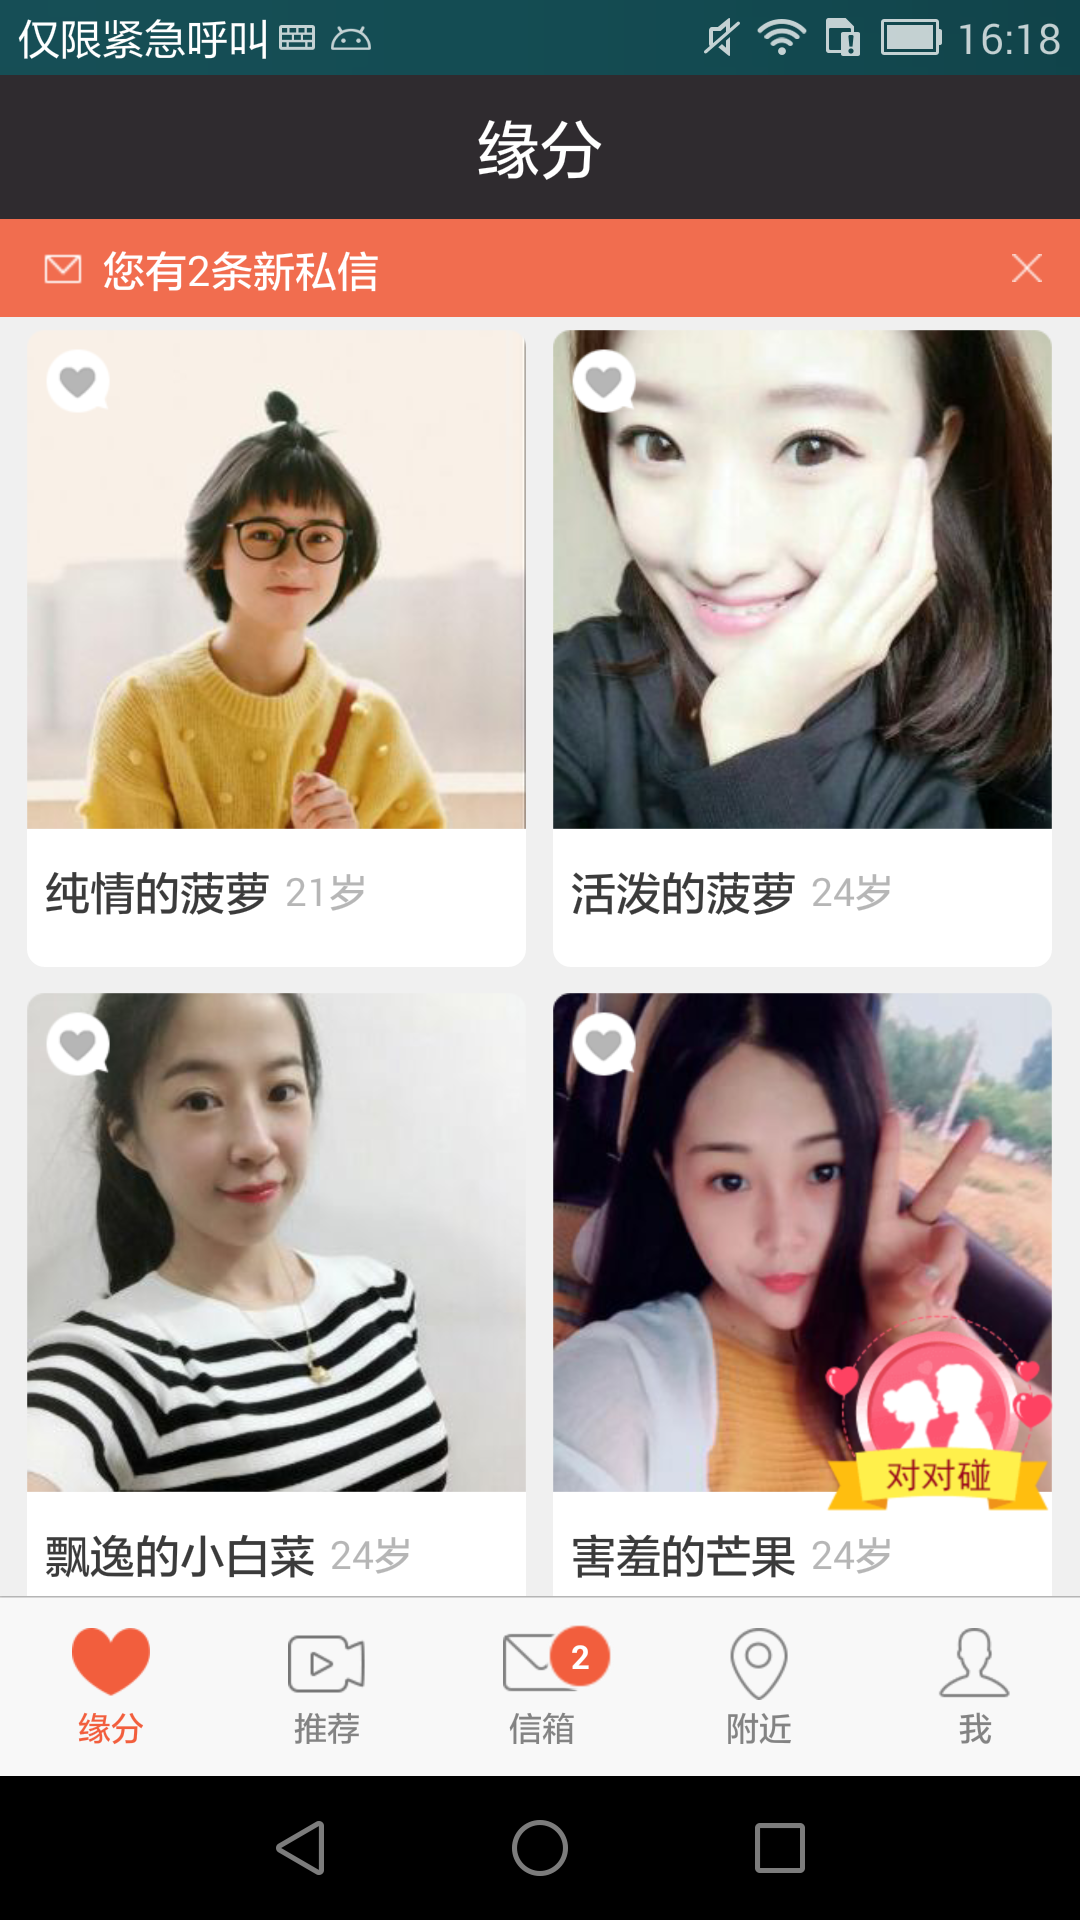 仅限紧急呼叫 16:18
缘分
您有2条新私信
纯情的菠萝 21岁
活泼的菠萝 24岁
对对碰
飘逸的小白菜 24岁
害羞的芒果 24岁
2
缘分 推荐 信箱 附近 我